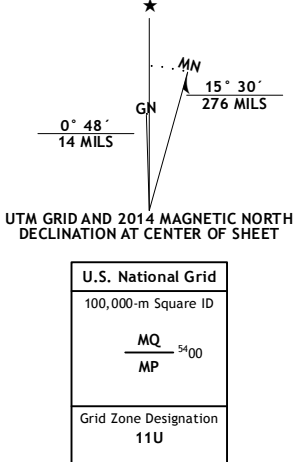 ★
MN
15° 30´
276 MILS
GN
0° 48´
14 MILS
UTM GRID AND 2014 MAGNETIC NORTH
DECLINATION AT CENTER OF SHEET
U.S. National Grid
100,000-m Square ID
MQ
5400
MP
Grid Zone Designation
11U